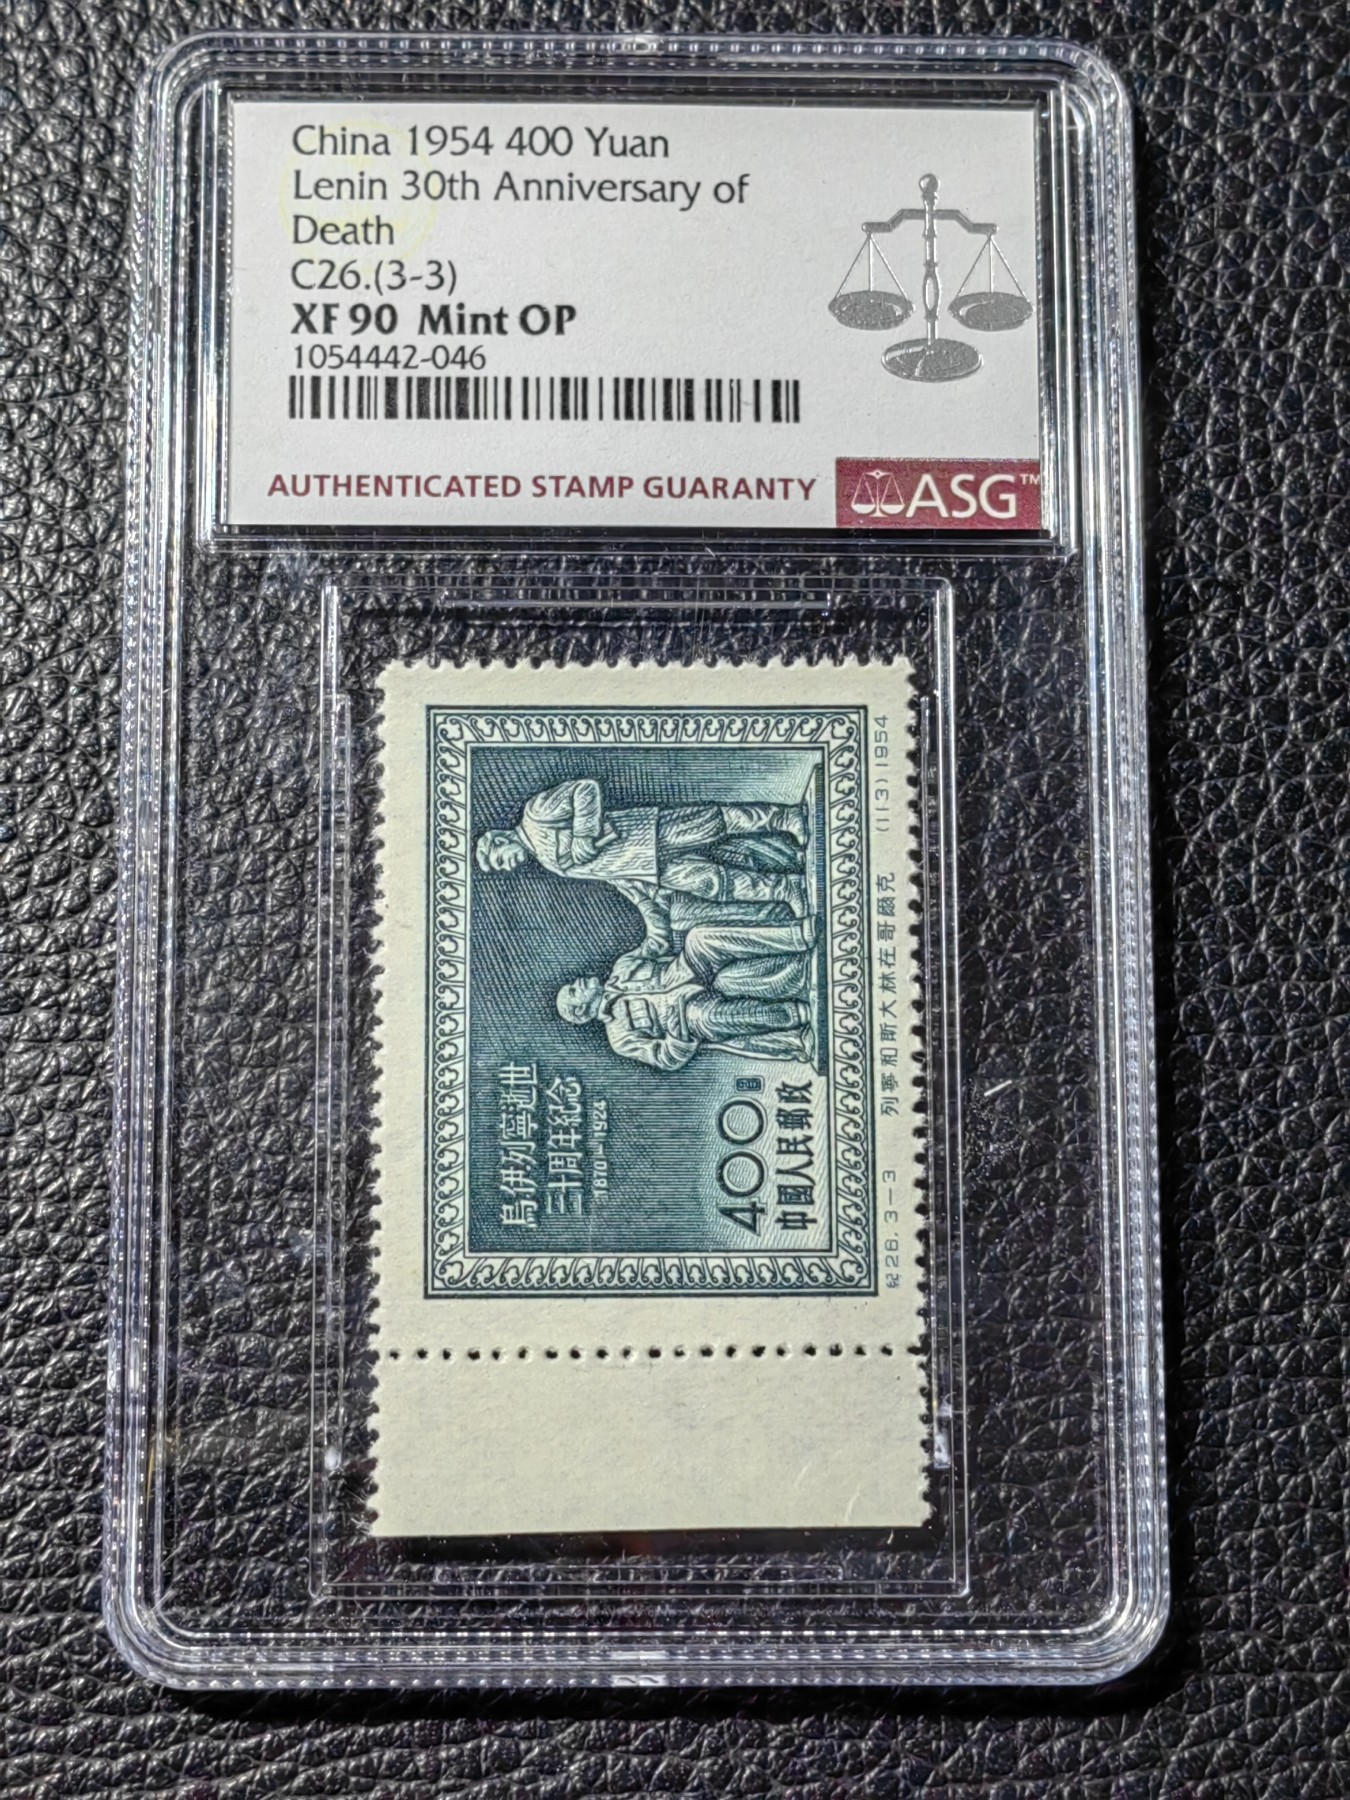 China 1954 400 Yuan
Lenin 30th Anniversary of
Death
C26.(3-3)
XF 90 Mint OP
1054442-046
AUTHENTICATED STAMP GUARANTY
ASG™
烏·伊·列寧逝世
三十周年紀念
1870—1924
400圓
中國人民郵政
紀26.3—3 列寧和斯大林在哥爾克 (113)1954